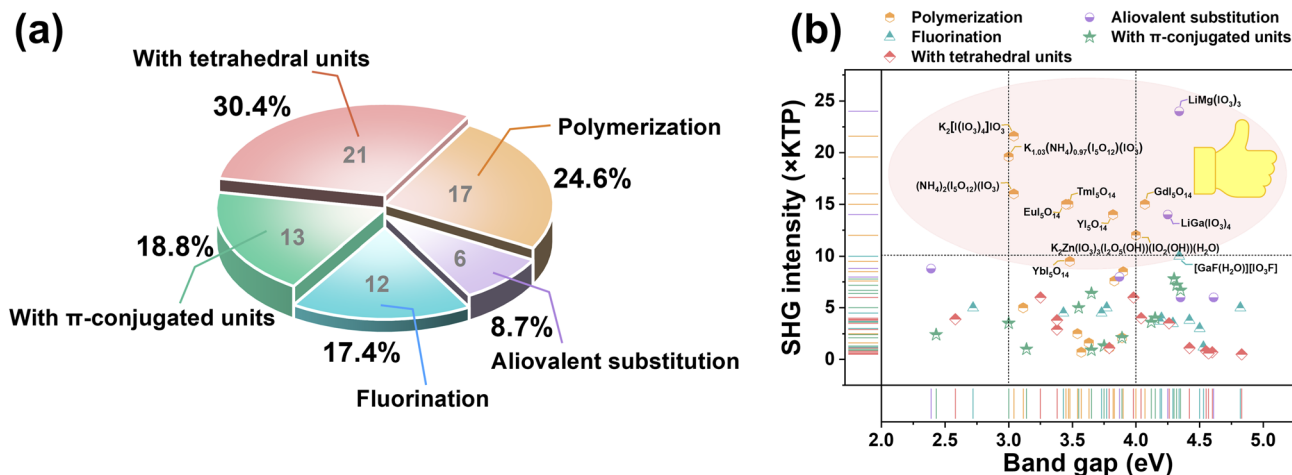 (a)
With tetrahedral units
30.4%
21
Polymerization
17
24.6%
18.8%
13
With π-conjugated units
12
17.4%
Fluorination
6
8.7%
Aliovalent substitution
(b)
Polymerization
Aliovalent substitution
Fluorination
With π-conjugated units
With tetrahedral units
SHG intensity (×KTP)
25
20
15
10
5
0
LiMg(IO₃)₃
K₂[I(IO₃)₄]IO₃
K₁.₀₃(NH₄)₀.₉₇(I₅O₁₂)(IO₃)
(NH₄)₂(I₅O₁₂)(IO₃)
TmI₅O₁₄
GdI₅O₁₄
EuI₅O₁₄
YI₅O₁₄
LiGa(IO₃)₄
K₂Zn(IO₃)₂(I₂O₅(OH))(IO₂(OH))(H₂O)
YbI₅O₁₄
[GaF(H₂O)][IO₃F]
2.0
2.5
3.0
3.5
4.0
4.5
5.0
Band gap (eV)